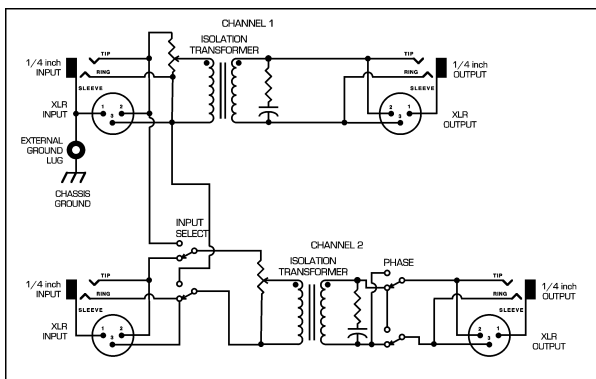 CHANNEL 1
ISOLATION
TRANSFORMER
TIP
1/4 inch
INPUT
RING
SLEEVE
XLR
INPUT
1
2
3
EXTERNAL
GROUND
LUG
CHASSIS
GROUND
TIP
RING
SLEEVE
1/4 inch
OUTPUT
2
1
3
XLR
OUTPUT
INPUT
SELECT
CHANNEL 2
ISOLATION
TRANSFORMER
PHASE
TIP
1/4 inch
INPUT
RING
SLEEVE
XLR
INPUT
1
2
3
TIP
RING
SLEEVE
1/4 inch
OUTPUT
2
1
3
XLR
OUTPUT